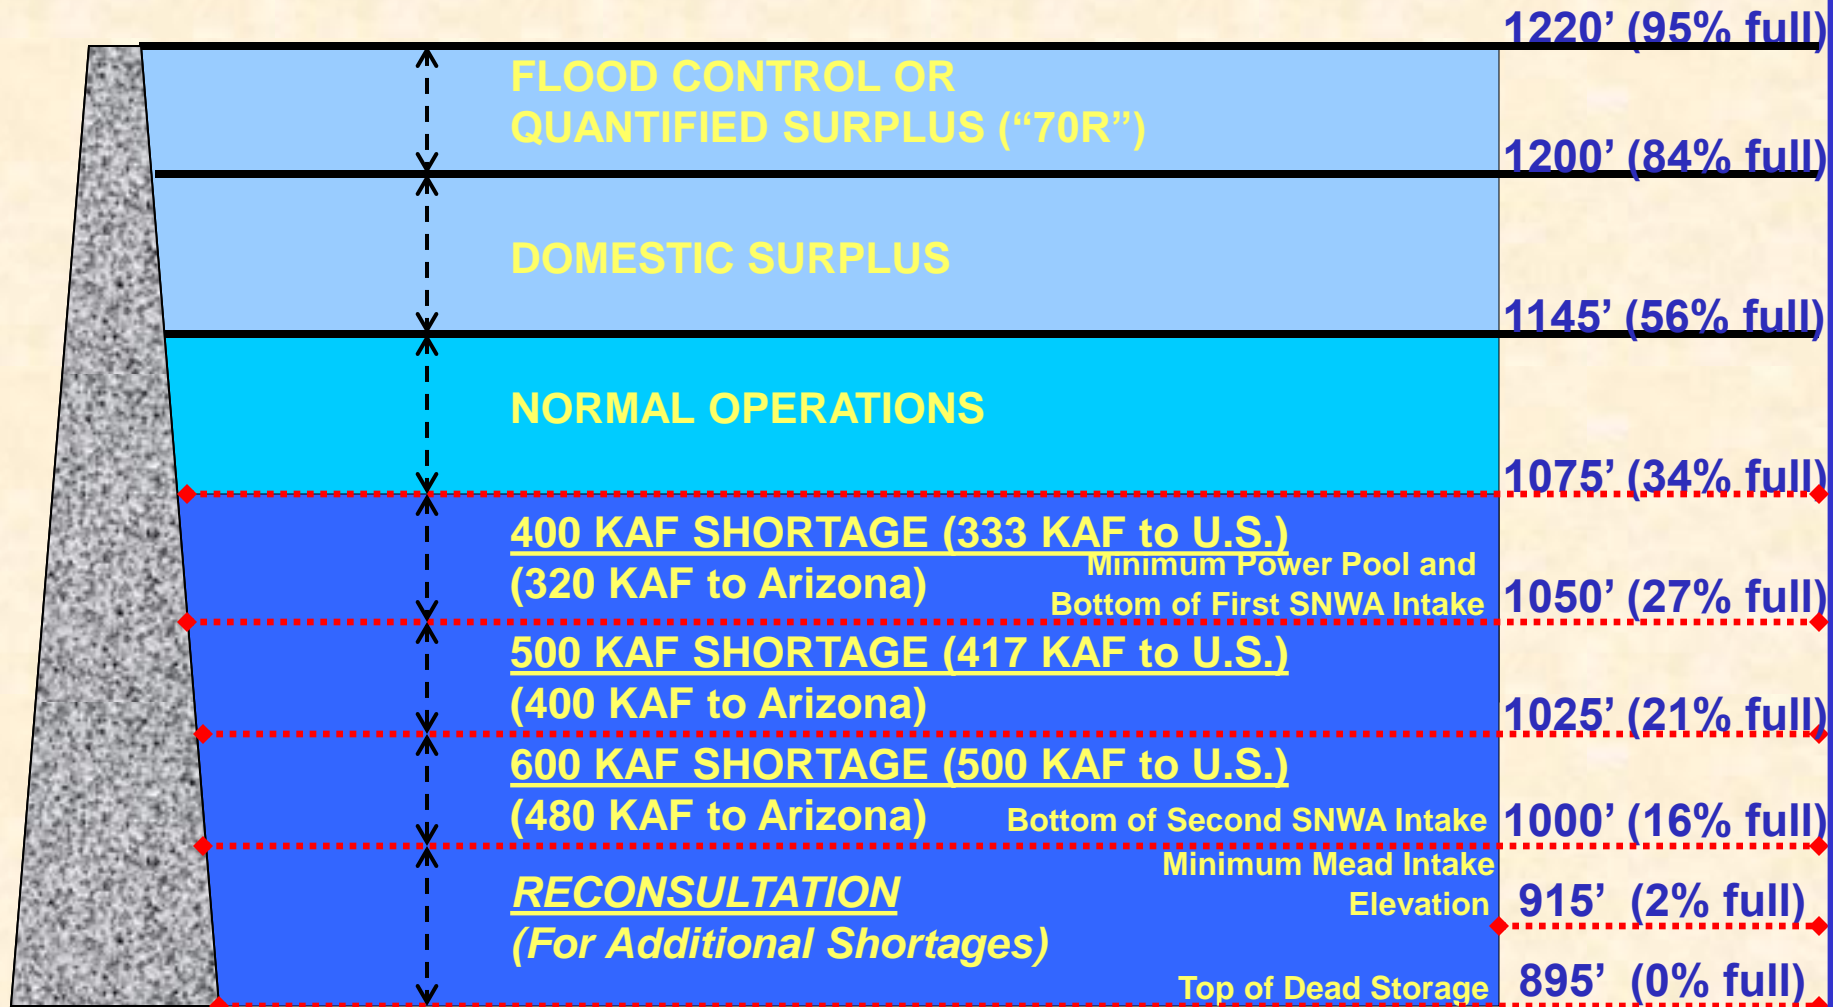 1220’ (95% full)
FLOOD CONTROL OR
QUANTIFIED SURPLUS (“70R”)
1200’ (84% full)
DOMESTIC SURPLUS
1145’ (56% full)
NORMAL OPERATIONS
1075’ (34% full)
400 KAF SHORTAGE (333 KAF to U.S.)
(320 KAF to Arizona)
Minimum Power Pool and
Bottom of First SNWA Intake
1050’ (27% full)
500 KAF SHORTAGE (417 KAF to U.S.)
(400 KAF to Arizona)
1025’ (21% full)
600 KAF SHORTAGE (500 KAF to U.S.)
(480 KAF to Arizona)
Bottom of Second SNWA Intake
1000’ (16% full)
Minimum Mead Intake
Elevation
915’ (2% full)
RECONSULTATION
(For Additional Shortages)
Top of Dead Storage
895’ (0% full)